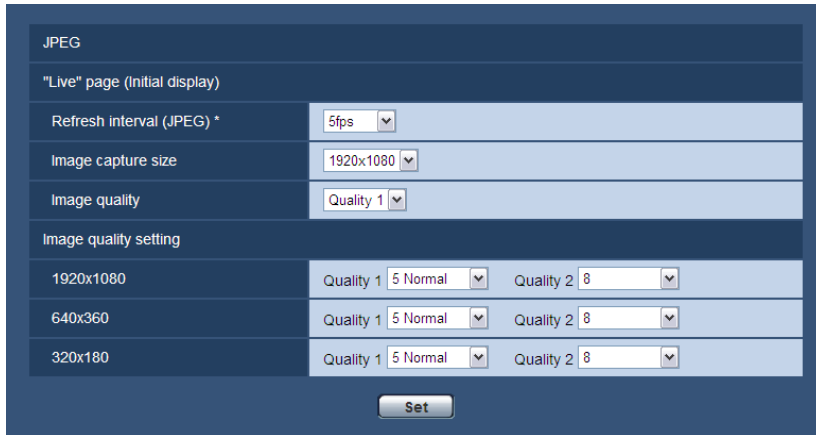 JPEG
"Live" page (Initial display)
Refresh interval (JPEG) * 5fps
Image capture size 1920x1080
Image quality Quality 1
Image quality setting
1920x1080 Quality 1 5 Normal Quality 2 8
640x360 Quality 1 5 Normal Quality 2 8
320x180 Quality 1 5 Normal Quality 2 8
Set